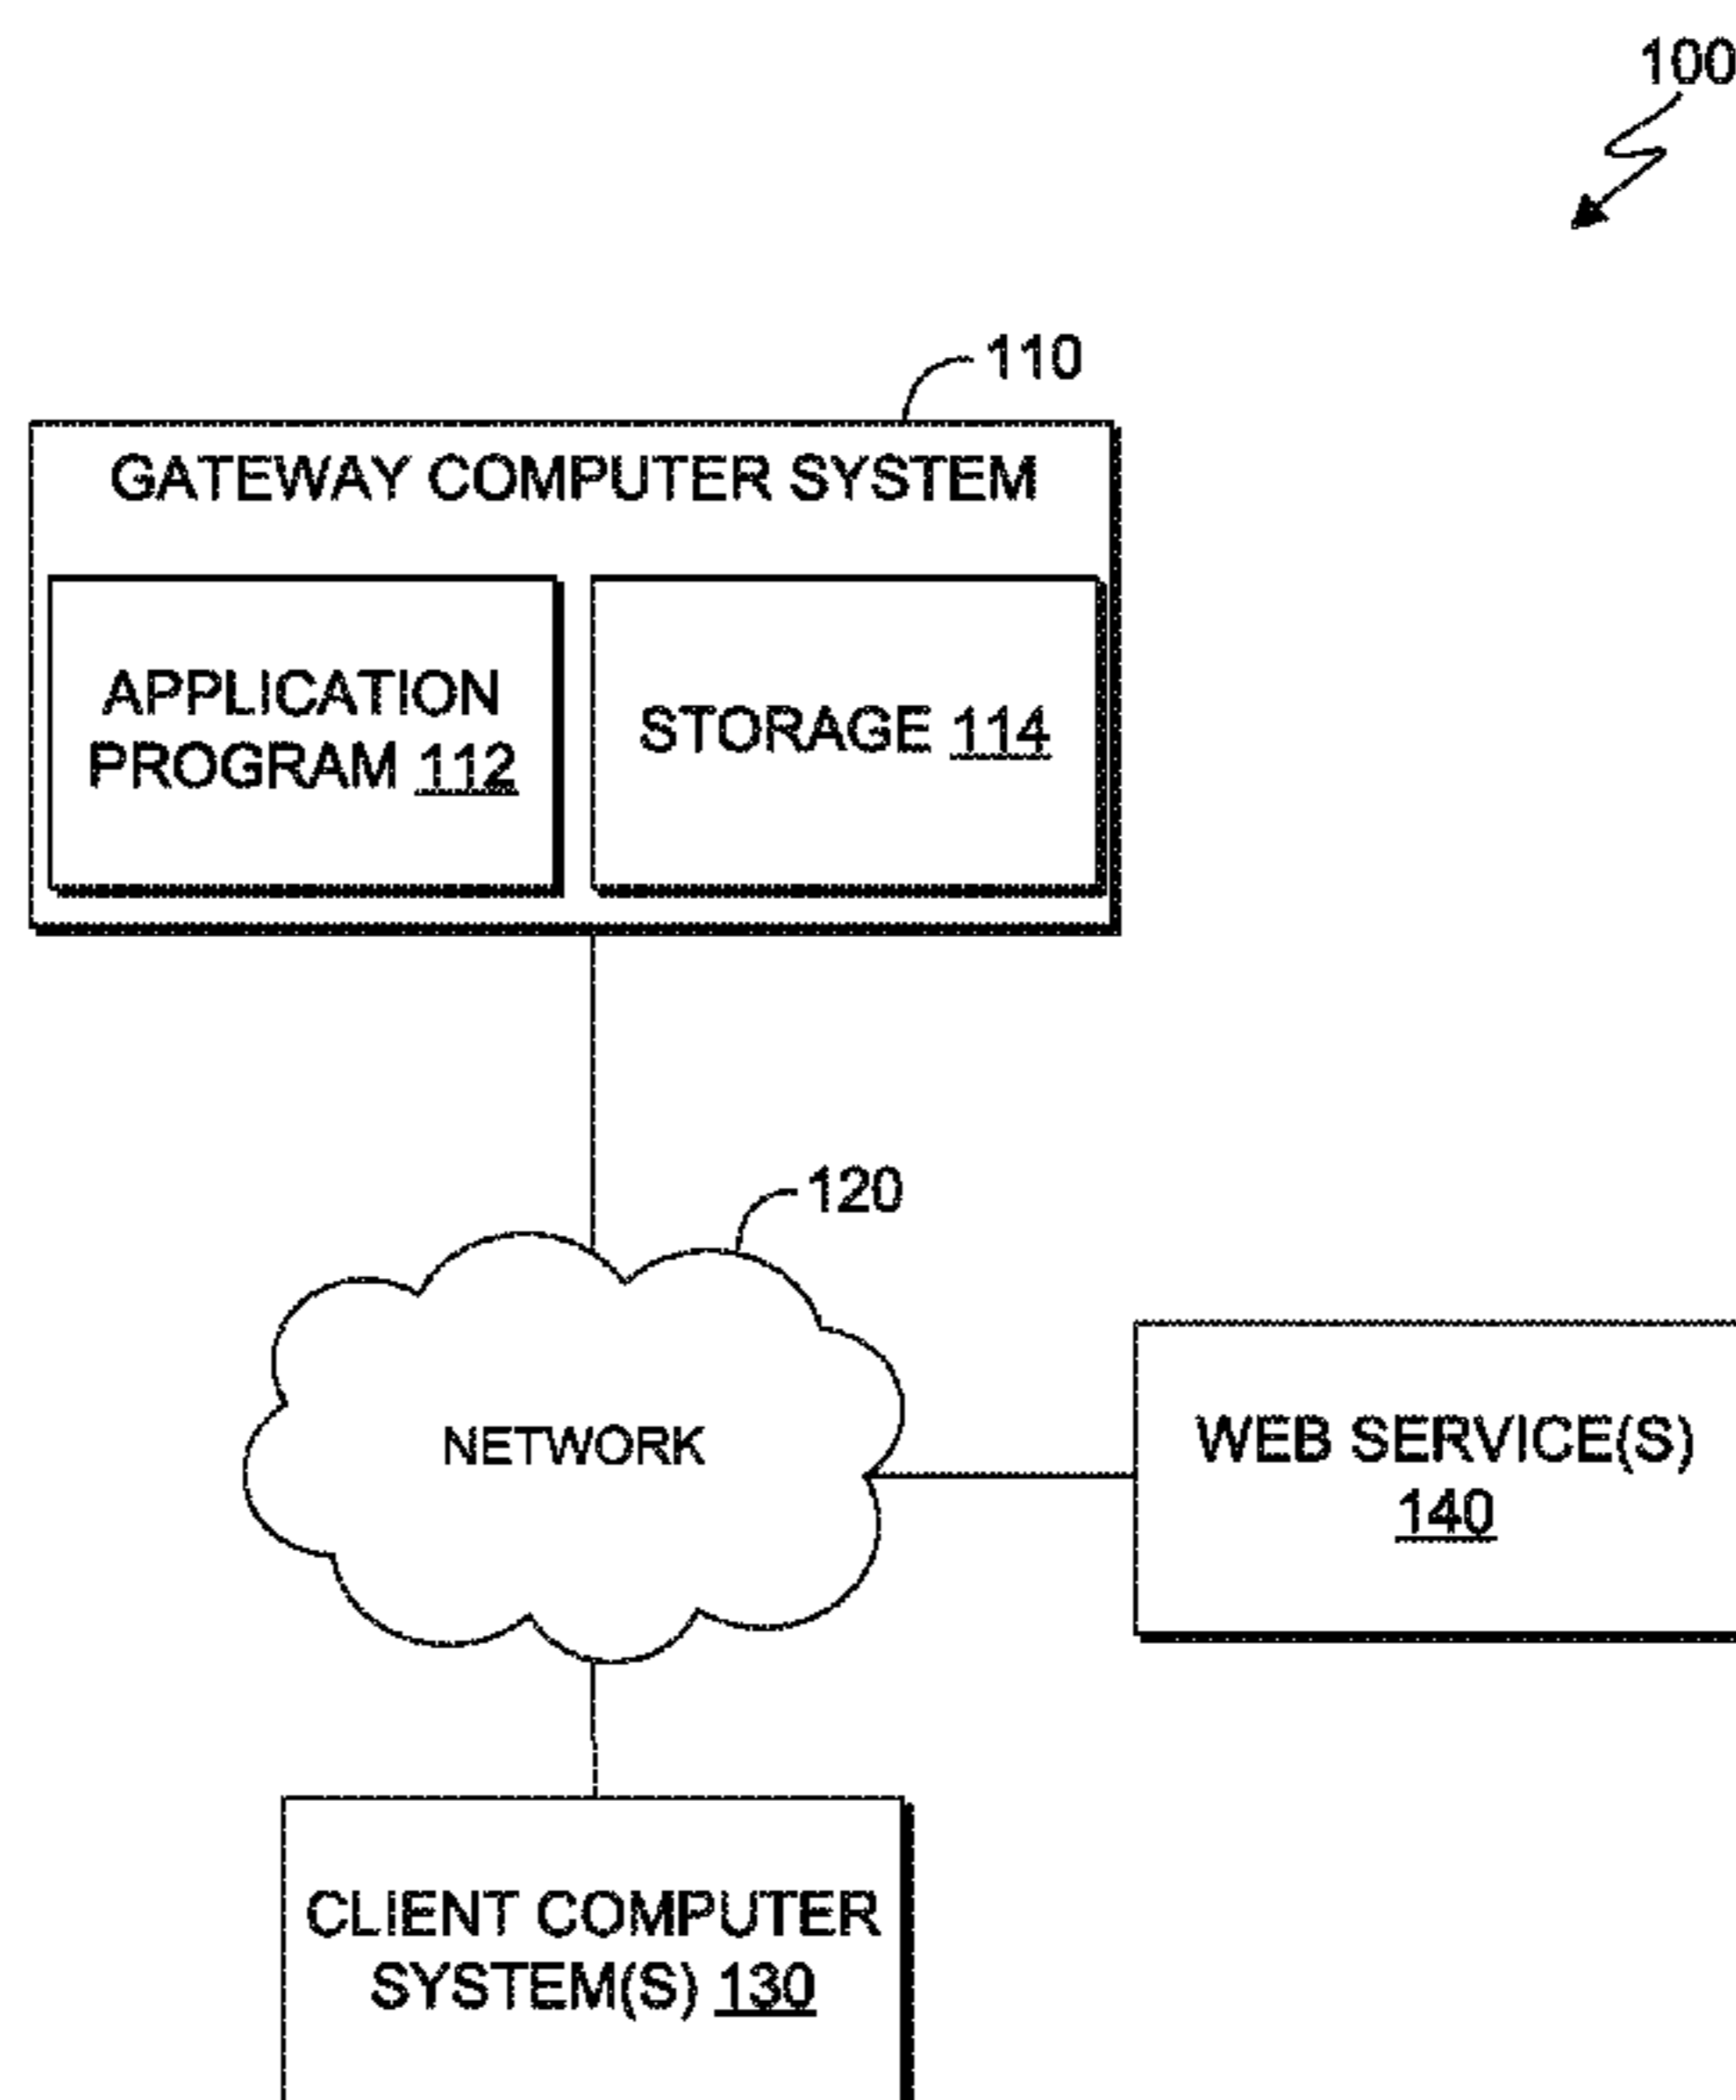 100
110
GATEWAY COMPUTER SYSTEM
APPLICATION
PROGRAM 112
STORAGE 114
120
NETWORK
WEB SERVICE(S)
140
CLIENT COMPUTER
SYSTEM(S) 130